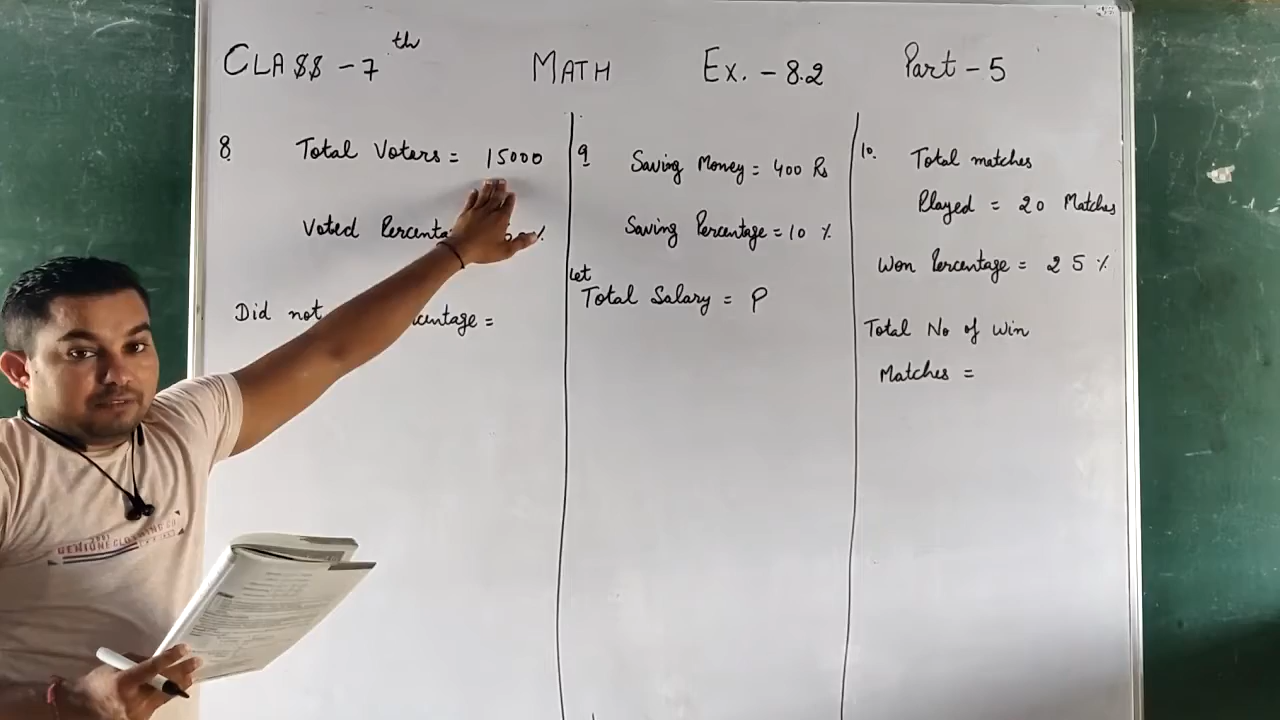 CLASS - 7th MATH Ex. - 8.2 Part - 5
8. Total Voters = 15000
Voted
Did not
9 Saving Money = 400 Rs
Saving Percentage = 10 %
Let
Total Salary = P
10. Total matches
Played = 20 Matches
Won Percentage = 25 %
Total No of win
Matches =
GENIONE CLOTHING